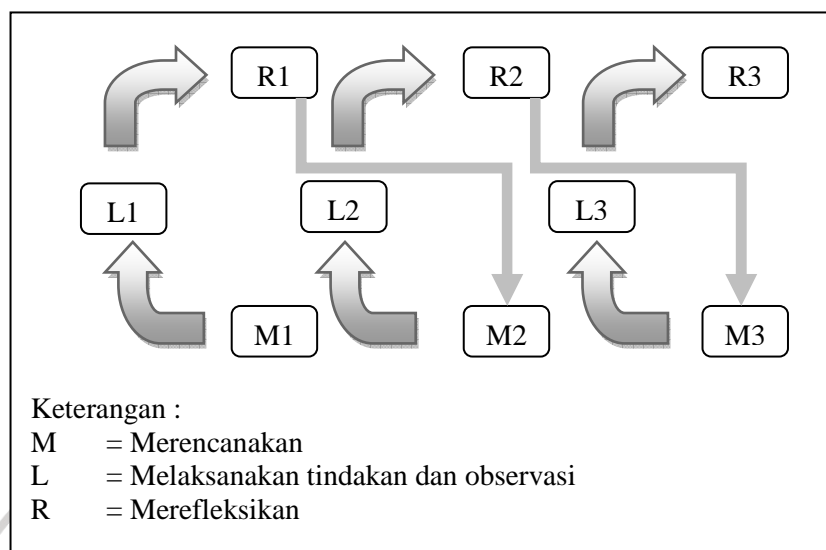 R1 R2 R3
L1 L2 L3
M1 M2 M3
Keterangan :
M = Merencanakan
L = Melaksanakan tindakan dan observasi
R = Merefleksikan